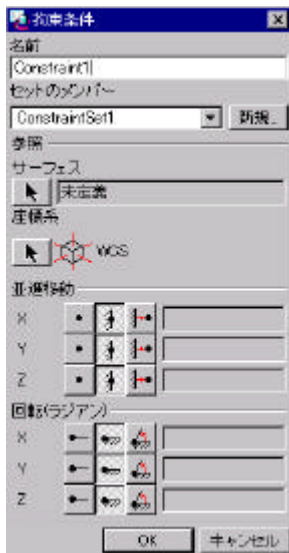 拘束条件
名前
Constraint1
セットのメンバー
ConstraintSet1
新規...
参照
サーフェス
未定義
座標系
WCS
並進移動
X
Y
Z
回転(ラジアン)
X
Y
Z
OK キャンセル